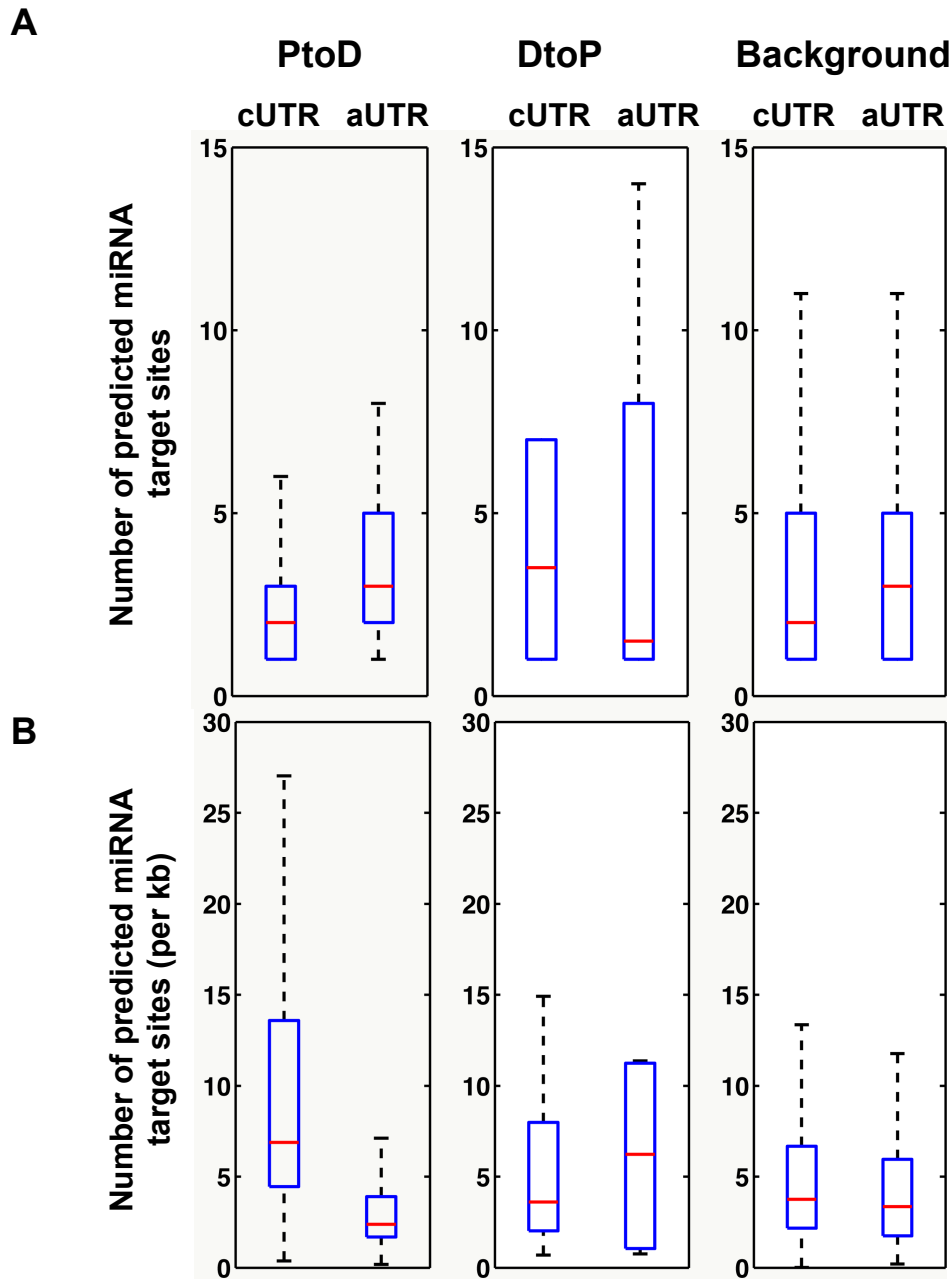 A
PtoD DtoP Background
cUTR aUTR cUTR aUTR cUTR aUTR
Number of predicted miRNA
target sites
15 15 15
10 10 10
5 5 5
0 0 0
B
Number of predicted miRNA
target sites (per kb)
30 30 30
25 25 25
20 20 20
15 15 15
10 10 10
5 5 5
0 0 0